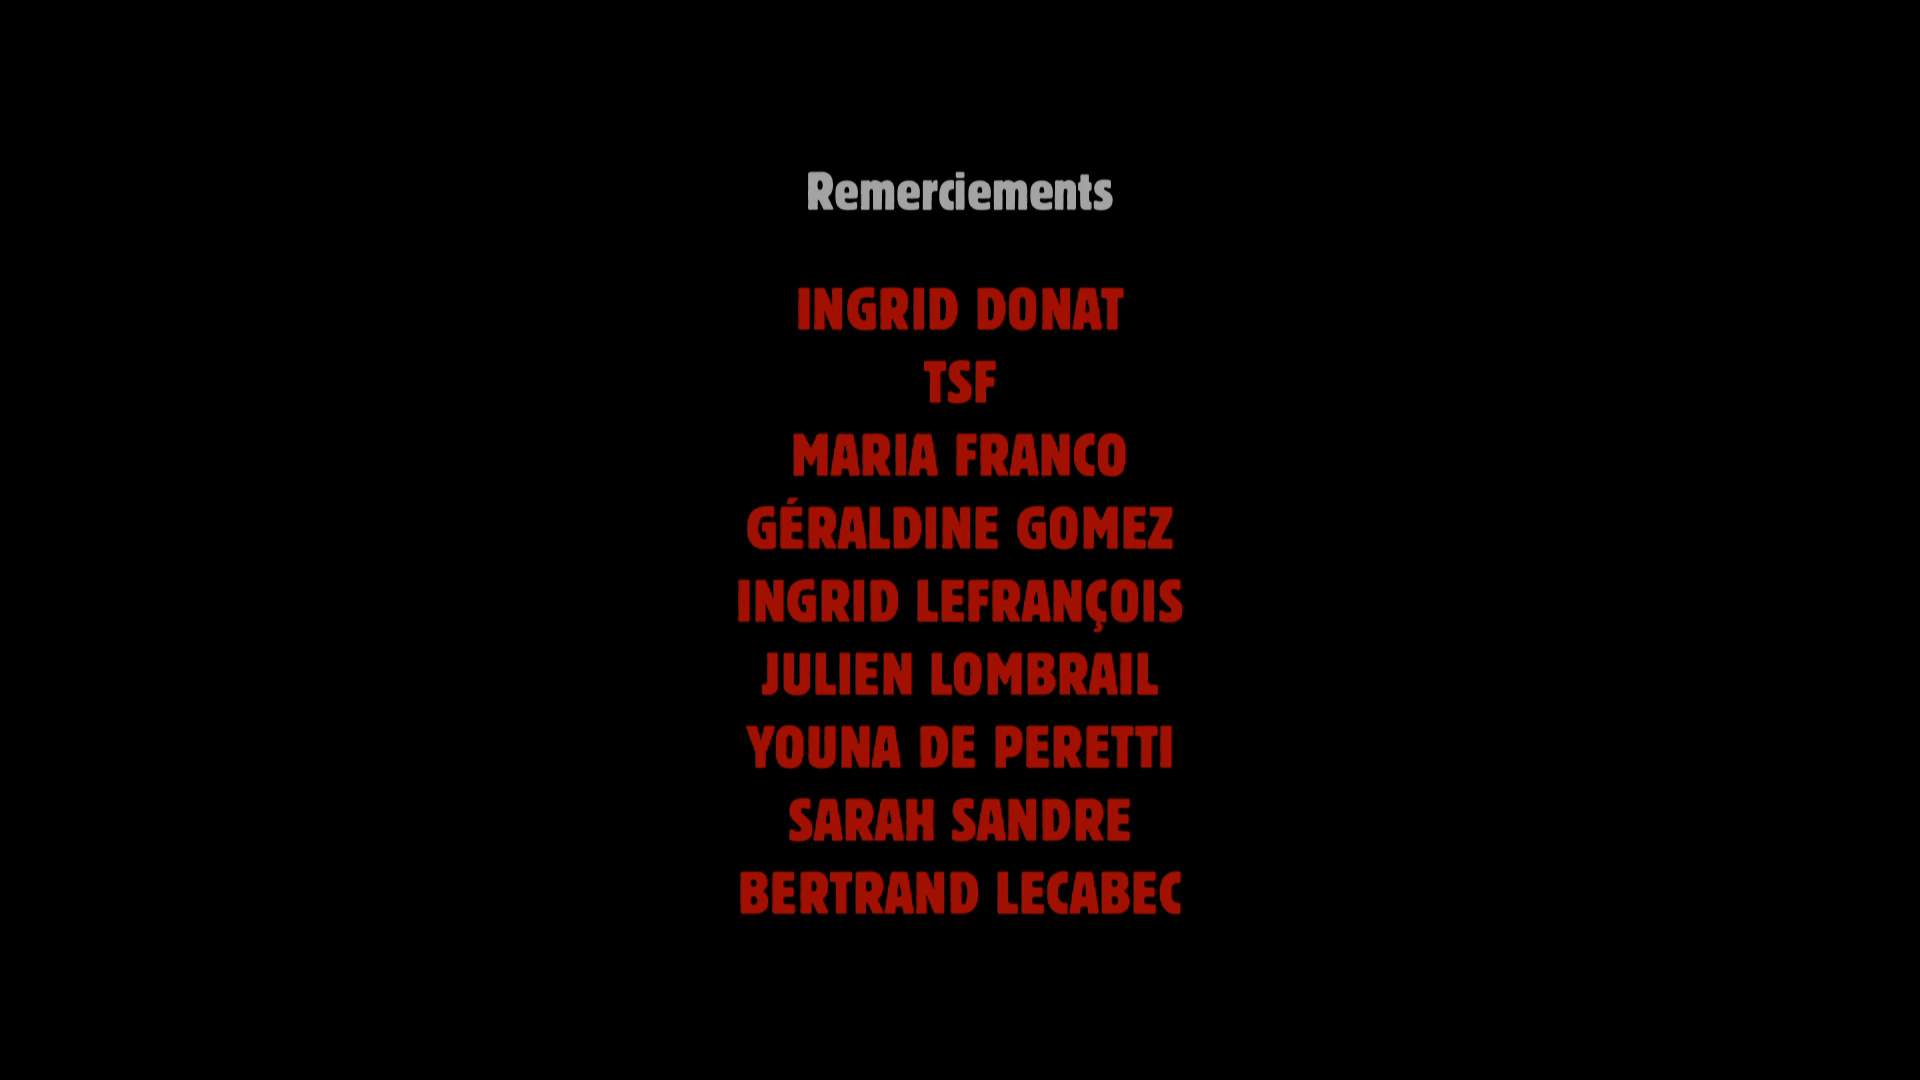 Remerciements
INGRID DONAT
TSF
MARIA FRANCO
GÉRALDINE GOMEZ
INGRID LEFRANÇOIS
JULIEN LOMBRAIL
YOUNA DE PERETTI
SARAH SANDRE
BERTRAND LECABEC